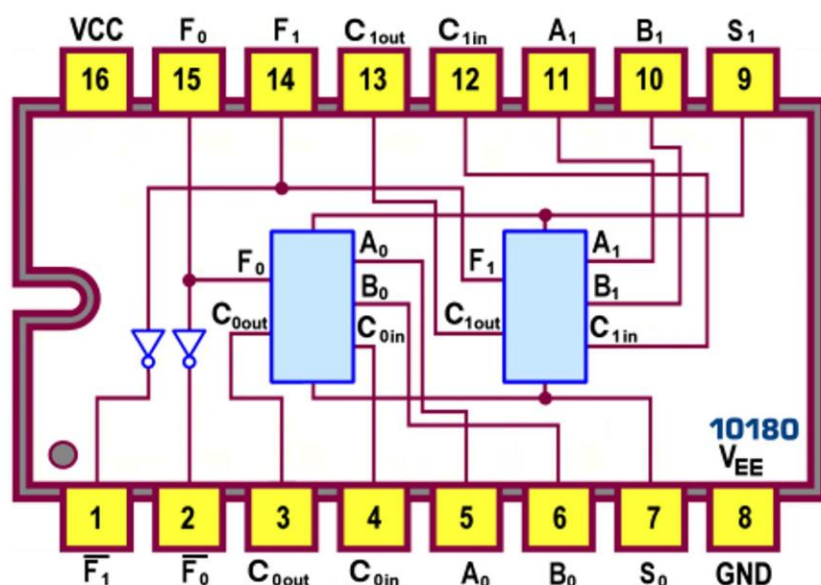 VCC F0 F1 C1out C1in A1 B1 S1
16 15 14 13 12 11 10 9
F0 A0 F1 A1
B0 B1
C0out C0in C1out C1in
10180
VEE
1 2 3 4 5 6 7 8
F̅1 F̅0 C0out C0in A0 B0 S0 GND